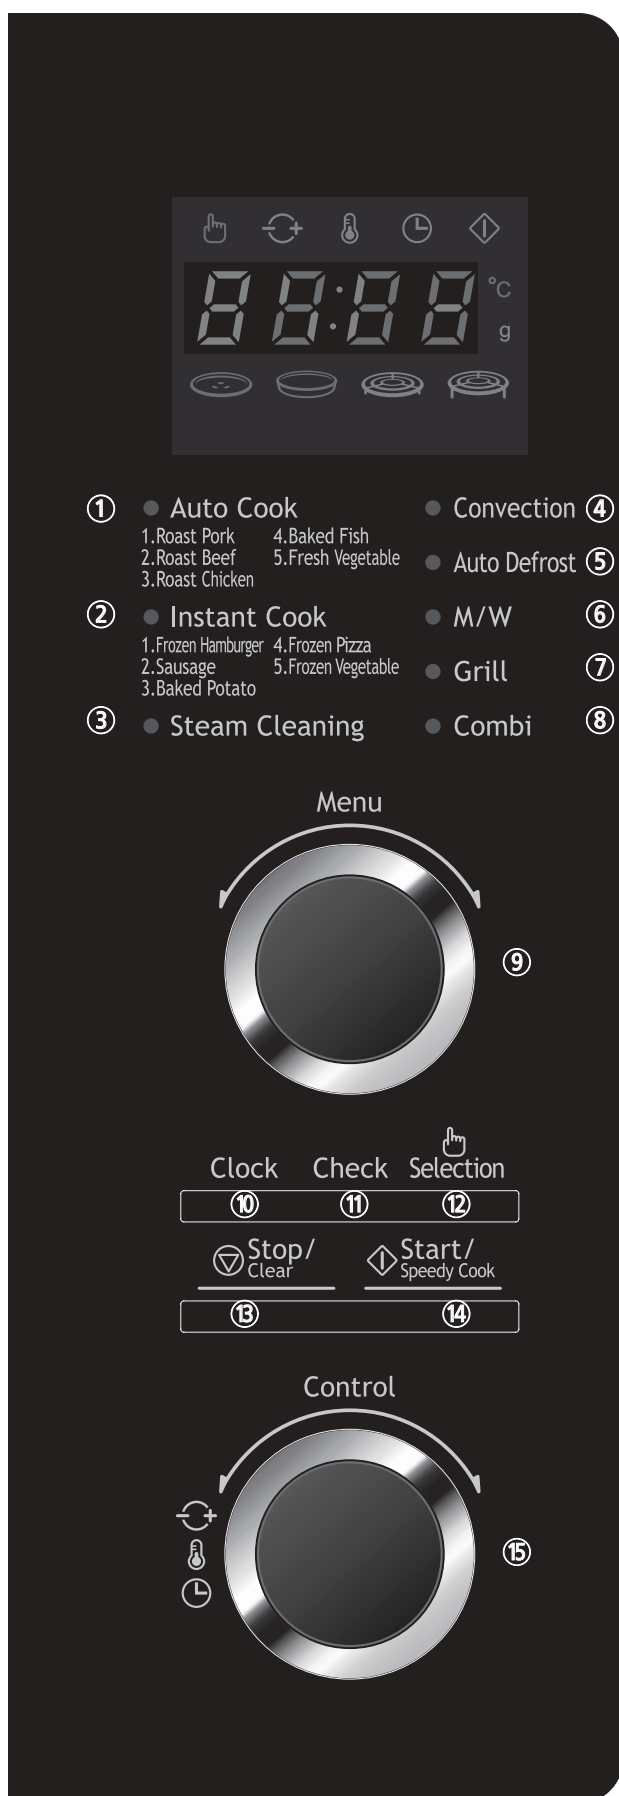 88:88 °C
g
① Auto Cook
1.Roast Pork 4.Baked Fish
2.Roast Beef 5.Fresh Vegetable
3.Roast Chicken
② Instant Cook
1.Frozen Hamburger 4.Frozen Pizza
2.Sausage 5.Frozen Vegetable
3.Baked Potato
③ Steam Cleaning
Convection ④
Auto Defrost ⑤
M/W ⑥
Grill ⑦
Combi ⑧
Menu
⑨
Clock Check Selection
⑩ ⑪ ⑫
Stop/
Clear
Start/
Speedy Cook
⑬ ⑭
Control
⑮